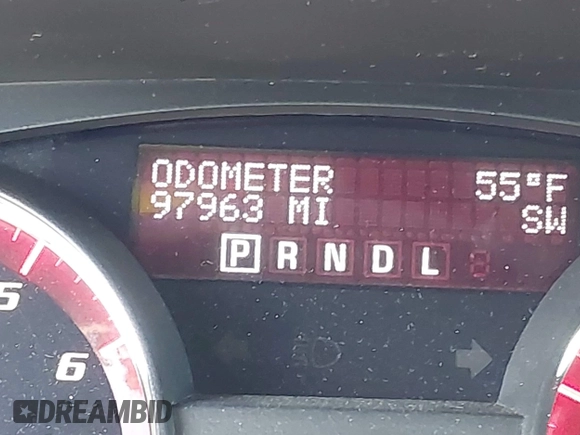 ODOMETER 55°F
97963 MI SW
P R N D L
5
6
DREAMBID